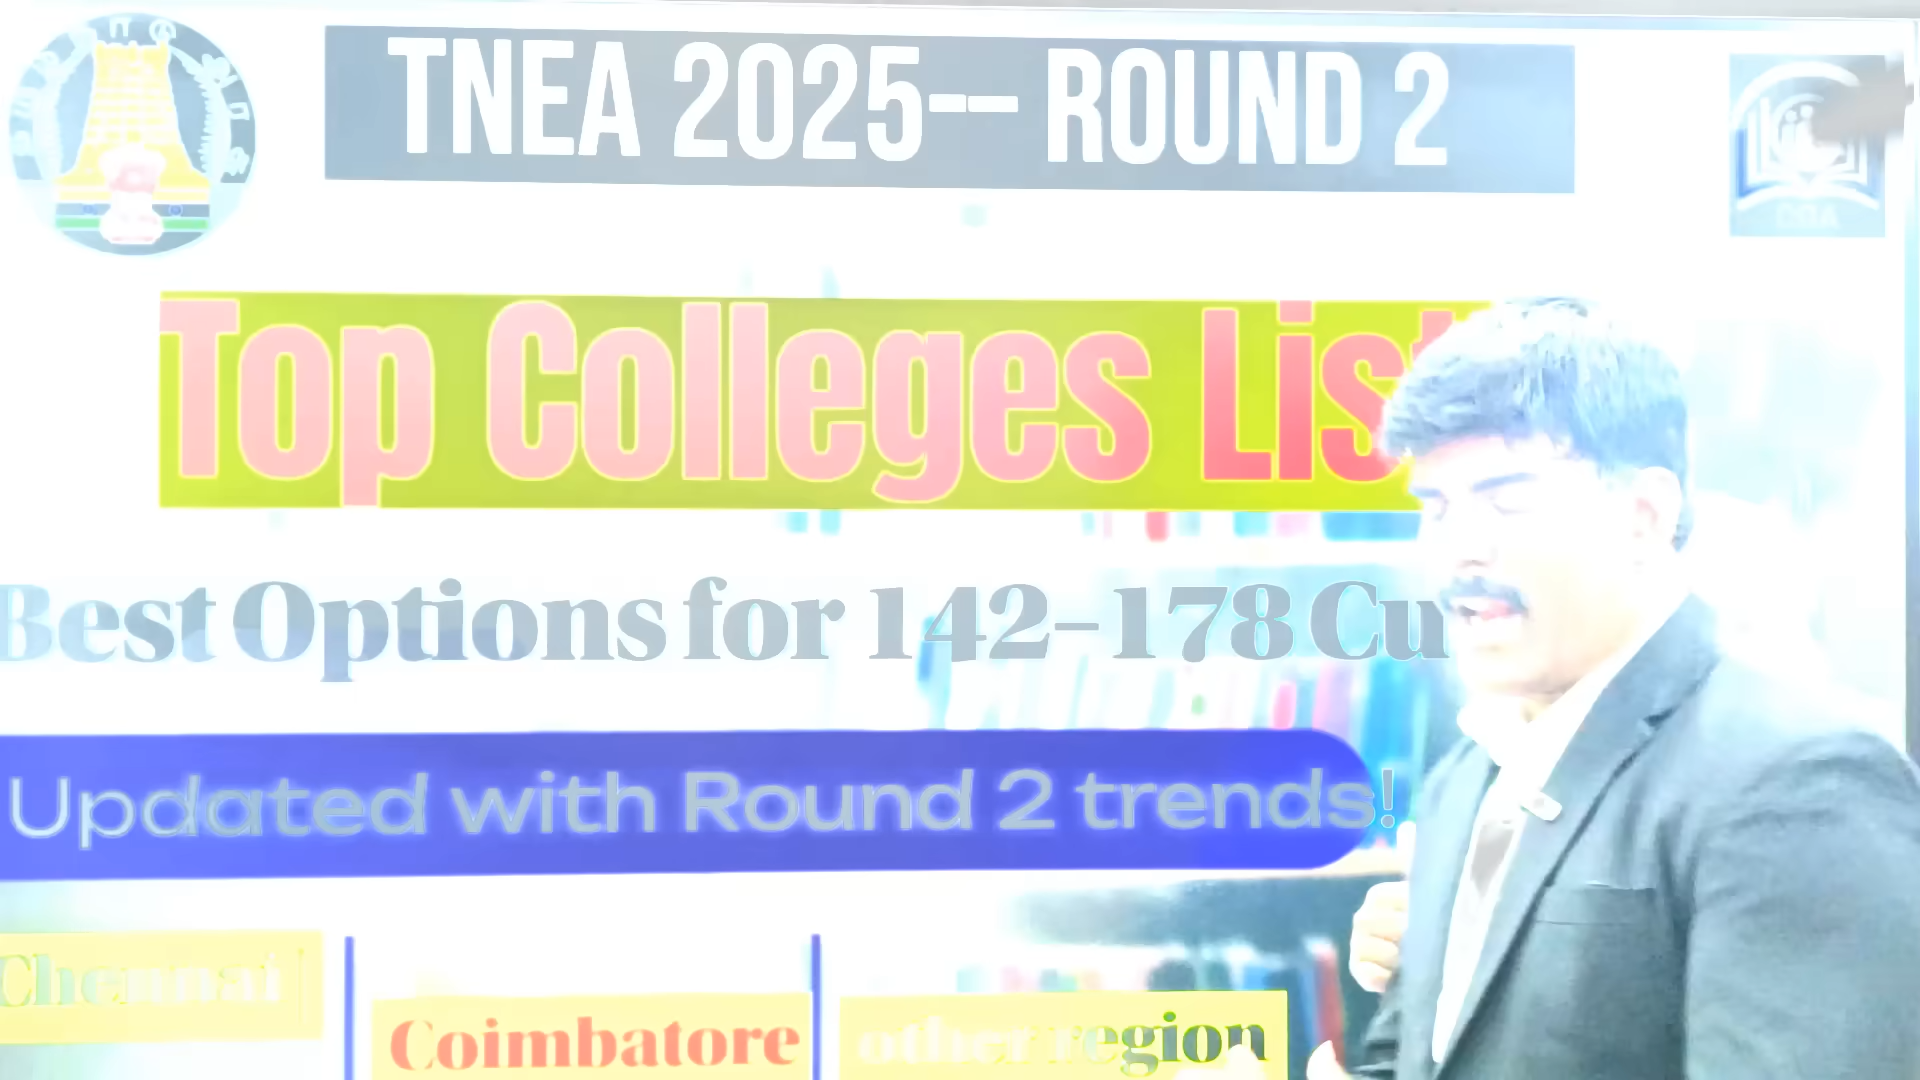 TNEA 2025-- ROUND 2
Top Colleges List
Best Options for 142-178 Cu
Updated with Round 2 trends!
Chennai
Coimbatore
other region